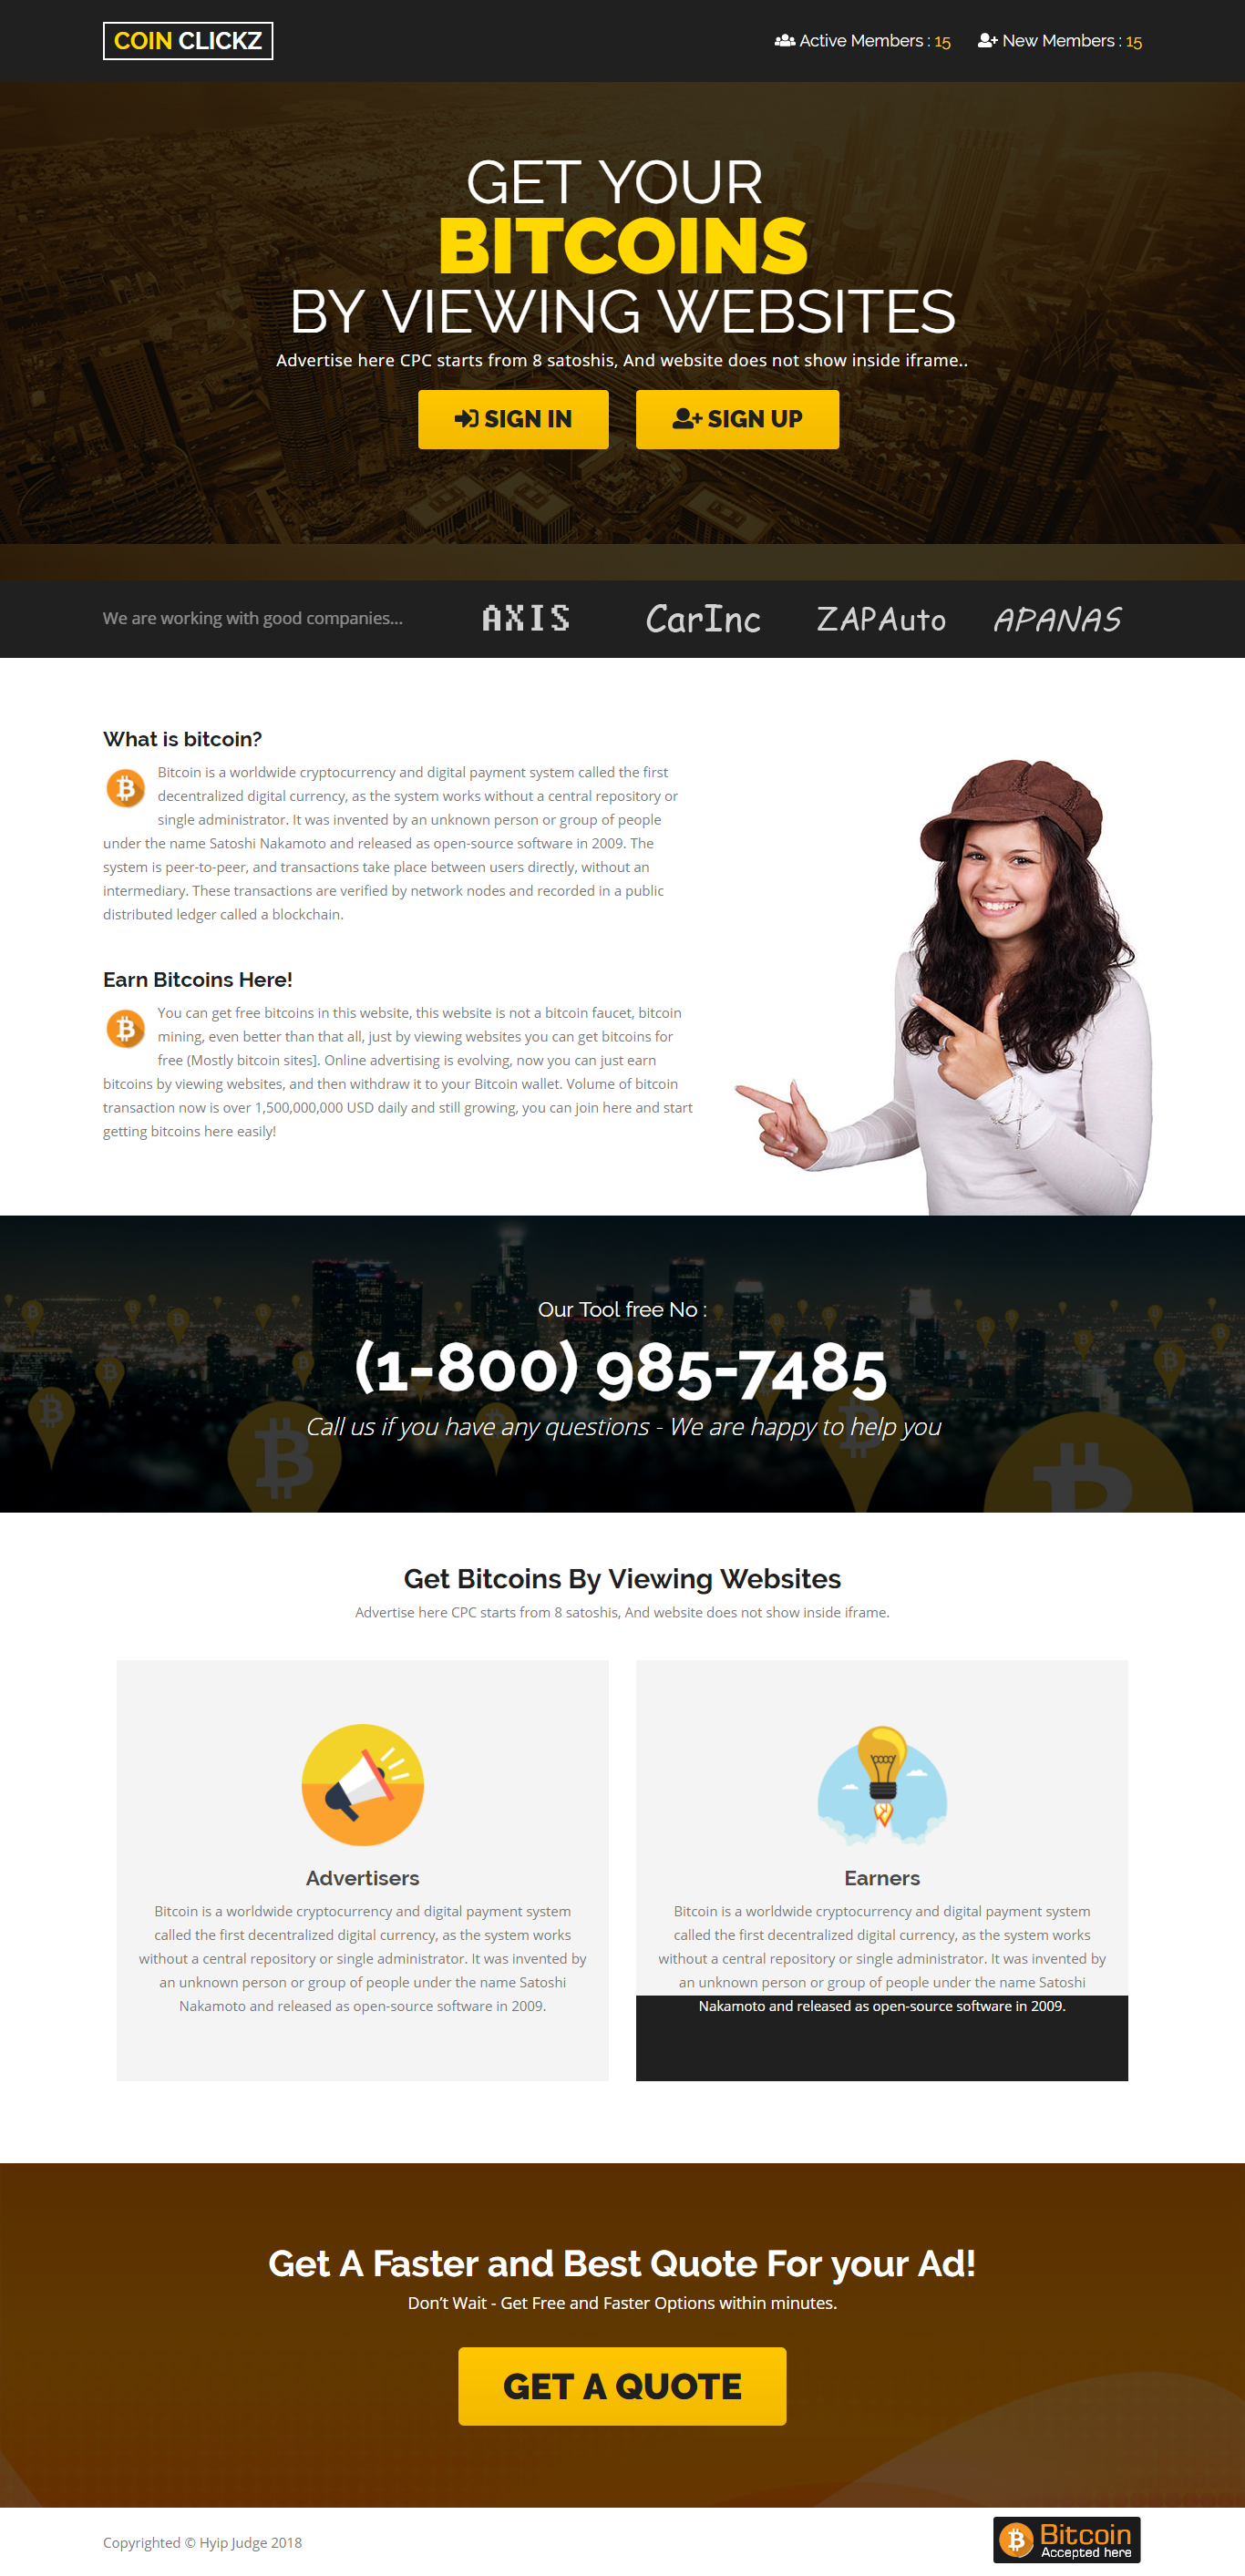 COIN CLICKZ
Active Members : 15 New Members : 15
GET YOUR
BITCOINS
BY VIEWING WEBSITES
Advertise here CPC starts from 8 satoshis, And website does not show inside iframe..
SIGN IN SIGN UP
We are working with good companies... AXIS CarInc ZAPAuto APANAS
What is bitcoin?
Bitcoin is a worldwide cryptocurrency and digital payment system called the first
decentralized digital currency, as the system works without a central repository or
single administrator. It was invented by an unknown person or group of people
under the name Satoshi Nakamoto and released as open-source software in 2009. The
system is peer-to-peer, and transactions take place between users directly, without an
intermediary. These transactions are verified by network nodes and recorded in a public
distributed ledger called a blockchain.
Earn Bitcoins Here!
You can get free bitcoins in this website, this website is not a bitcoin faucet, bitcoin
mining, even better than that all, just by viewing websites you can get bitcoins for
free (Mostly bitcoin sites]. Online advertising is evolving, now you can just earn
bitcoins by viewing websites, and then withdraw it to your Bitcoin wallet. Volume of bitcoin
transaction now is over 1,500,000,000 USD daily and still growing, you can join here and start
getting bitcoins here easily!
Our Tool free No :
(1-800) 985-7485
Call us if you have any questions - We are happy to help you
Get Bitcoins By Viewing Websites
Advertise here CPC starts from 8 satoshis, And website does not show inside iframe.
Advertisers
Bitcoin is a worldwide cryptocurrency and digital payment system
called the first decentralized digital currency, as the system works
without a central repository or single administrator. It was invented by
an unknown person or group of people under the name Satoshi
Nakamoto and released as open-source software in 2009.
Earners
Bitcoin is a worldwide cryptocurrency and digital payment system
called the first decentralized digital currency, as the system works
without a central repository or single administrator. It was invented by
an unknown person or group of people under the name Satoshi
Nakamoto and released as open-source software in 2009.
Get A Faster and Best Quote For your Ad!
Don't Wait - Get Free and Faster Options within minutes.
GET A QUOTE
Copyrighted © Hyip Judge 2018
Bitcoin
Accepted here